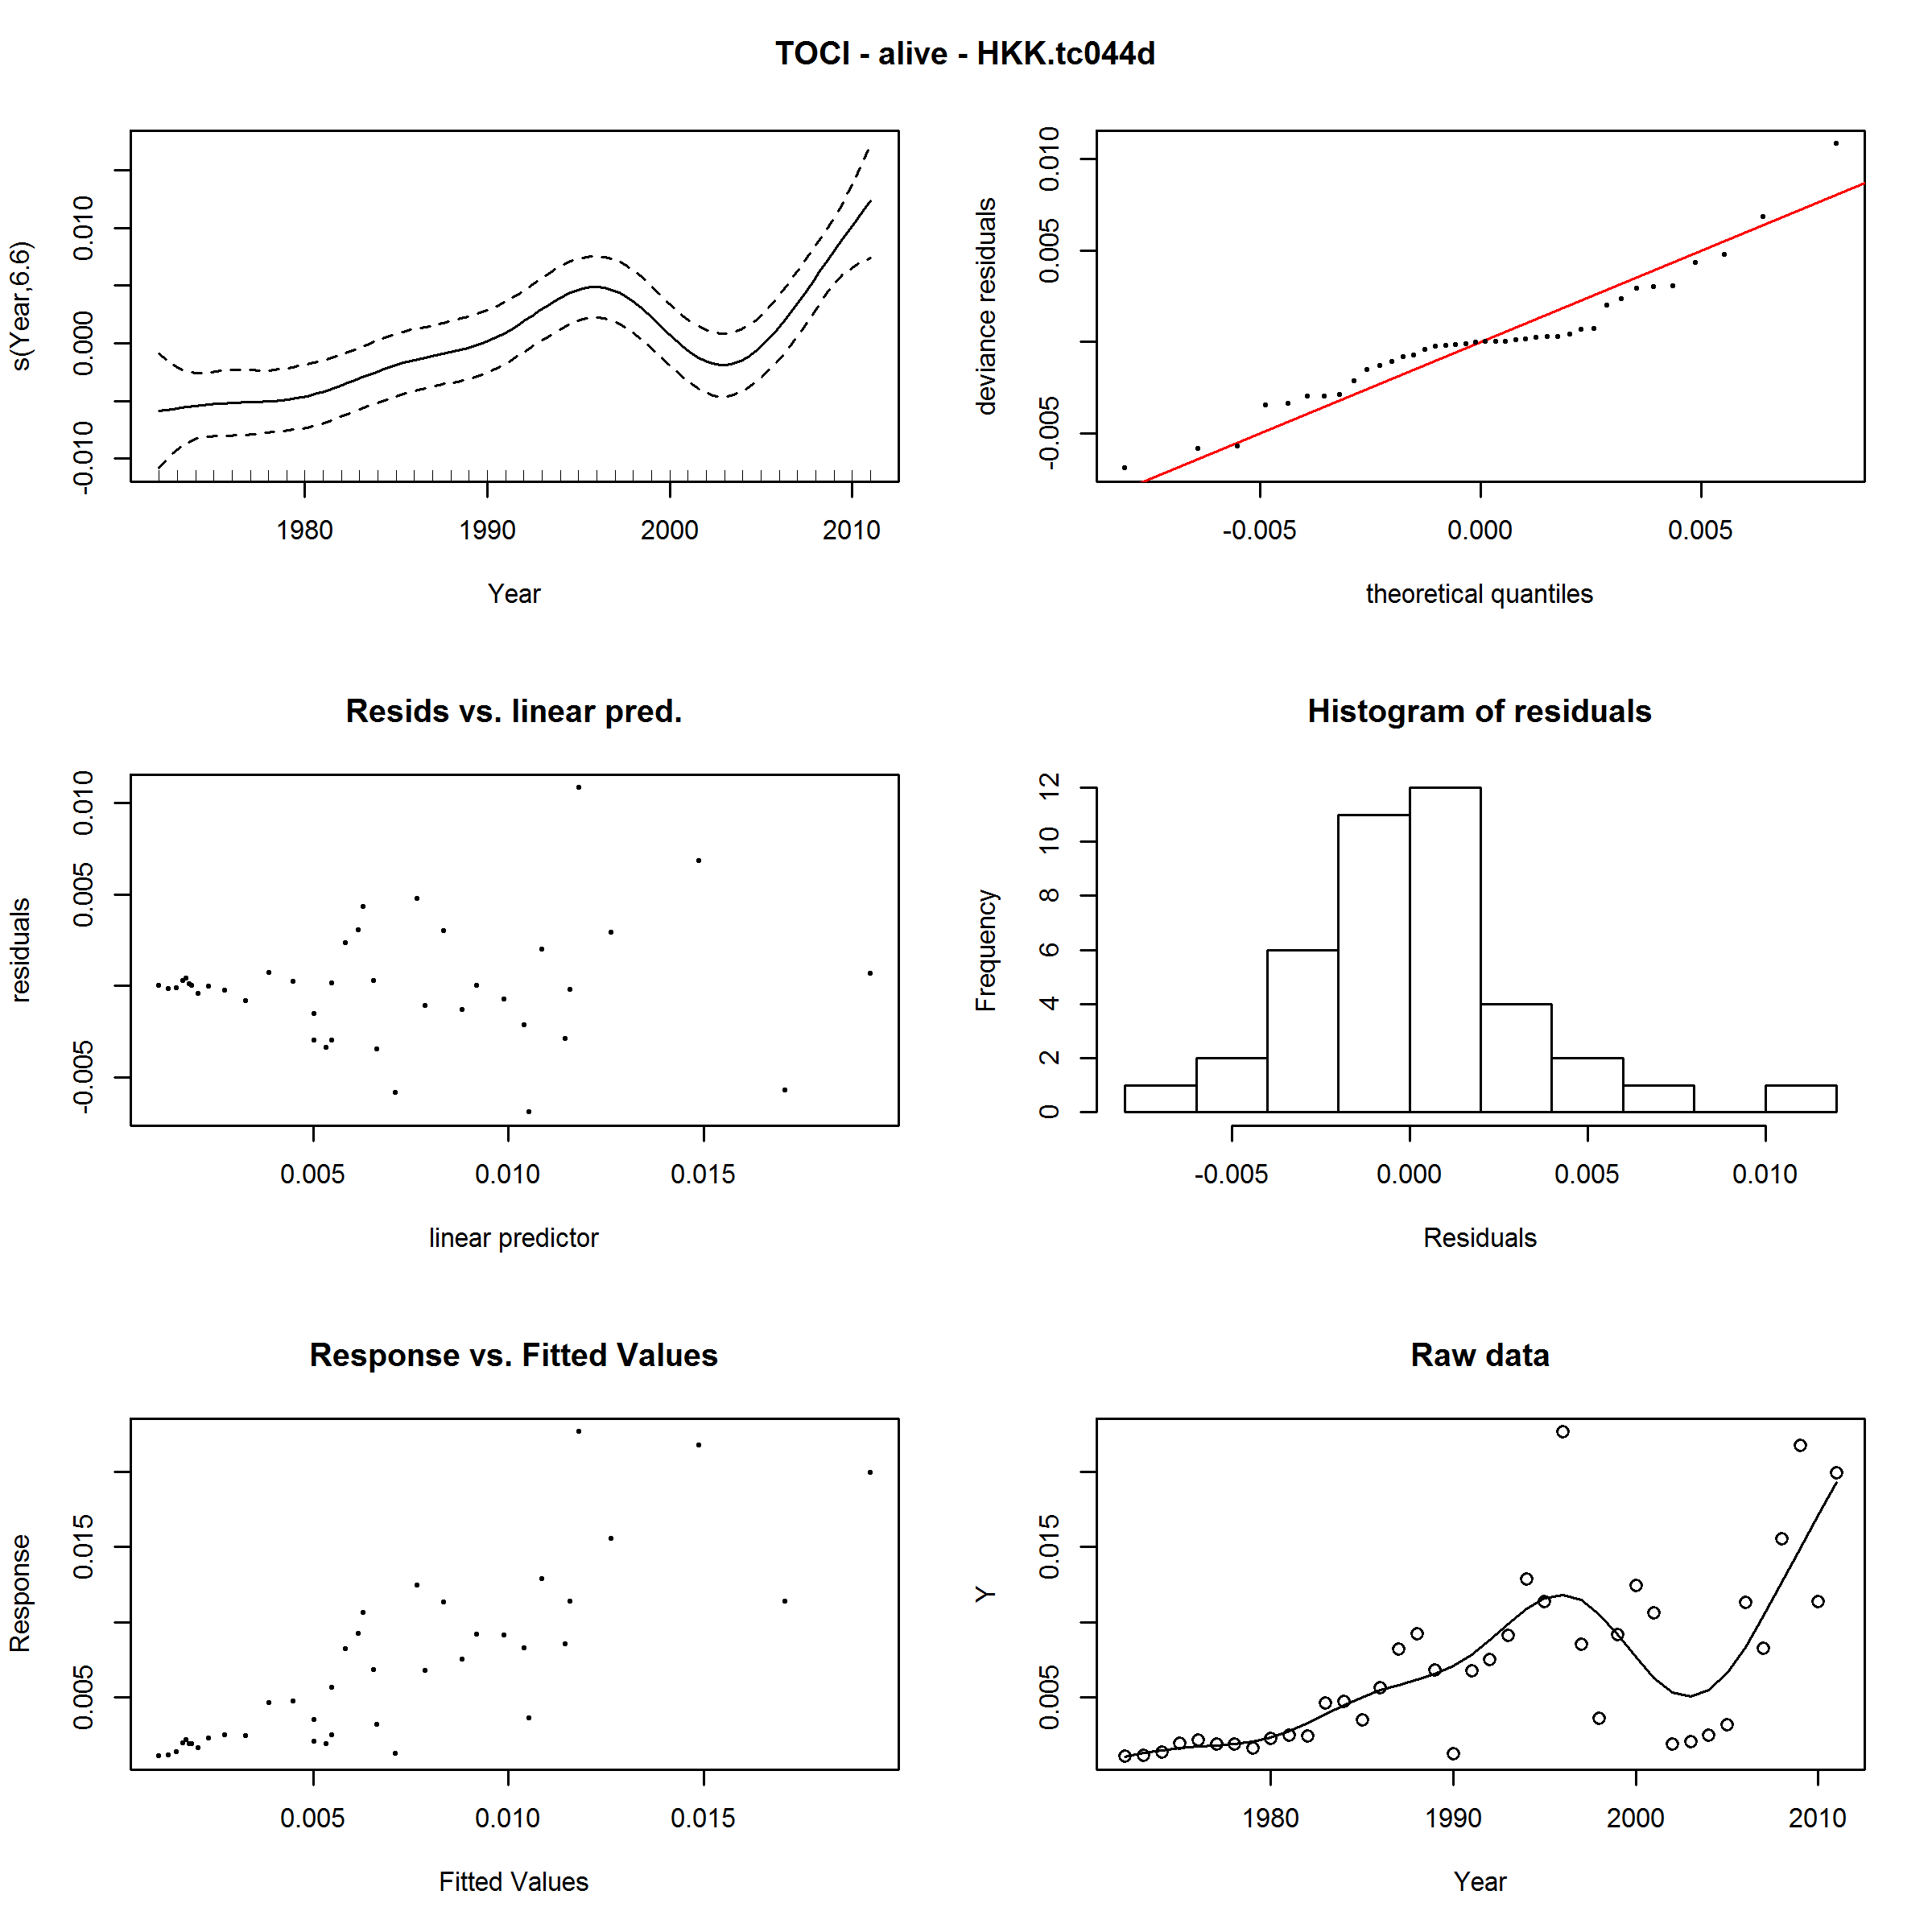 TOCI - alive - HKK.tc044d
s(Year,6.6)
-0.010 0.000 0.010
1980 1990 2000 2010
Year
deviance residuals
-0.005 0.005 0.010
-0.005 0.000 0.005
theoretical quantiles
Resids vs. linear pred.
residuals
-0.005 0.005 0.010
0.005 0.010 0.015
linear predictor
Histogram of residuals
Frequency
0 2 4 6 8 10 12
-0.005 0.000 0.005 0.010
Residuals
Response vs. Fitted Values
Response
0.005 0.015
0.005 0.010 0.015
Fitted Values
Raw data
Y
0.005 0.015
1980 1990 2000 2010
Year